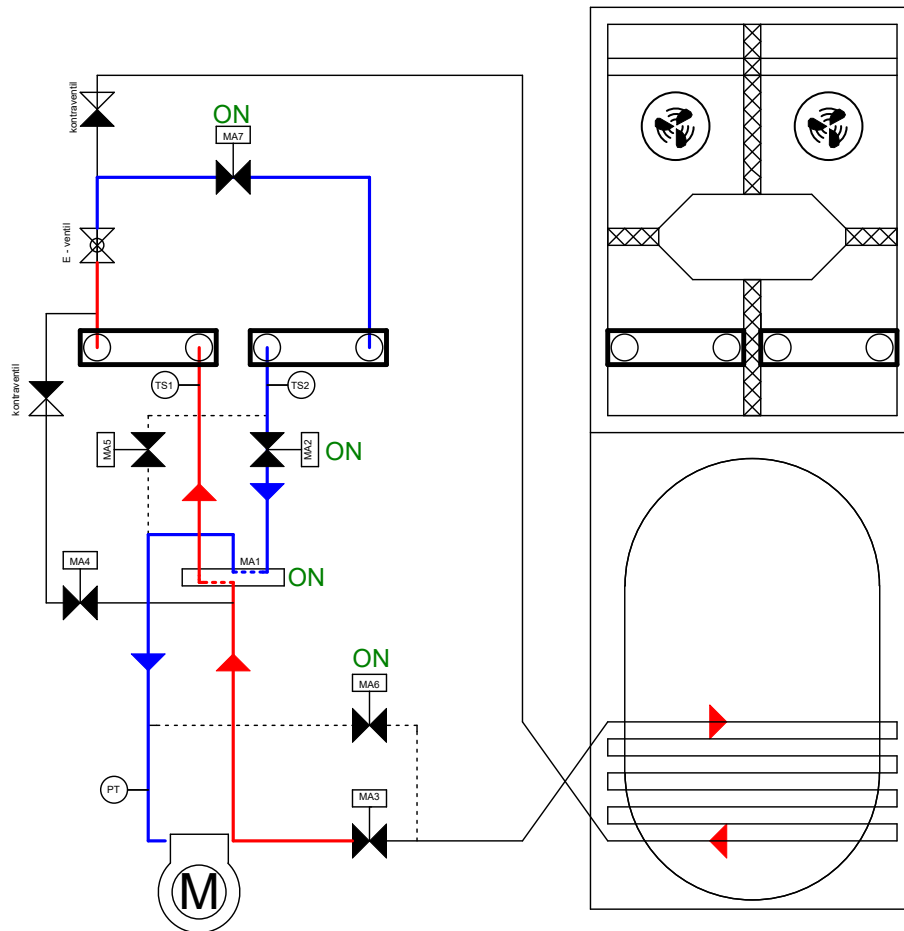 kontraventil
ON
MA7
E - ventil
kontraventil
TS1
TS2
MA5
MA2
ON
MA4
MA1
ON
ON
MA6
PT
MA3
M